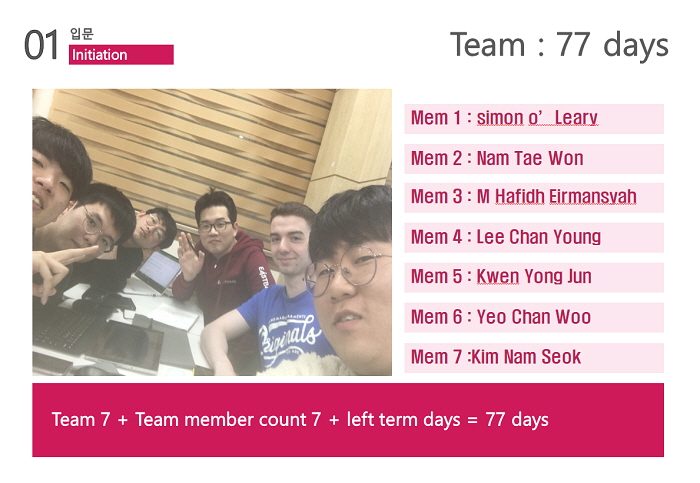 01 입문
Initiation
Team : 77 days
Mem 1 : simon o’ Leary
Mem 2 : Nam Tae Won
Mem 3 : M Hafidh Eirmansyah
Mem 4 : Lee Chan Young
Mem 5 : Kwen Yong Jun
Mem 6 : Yeo Chan Woo
Mem 7 :Kim Nam Seok
Originals
Team 7 + Team member count 7 + left term days = 77 days